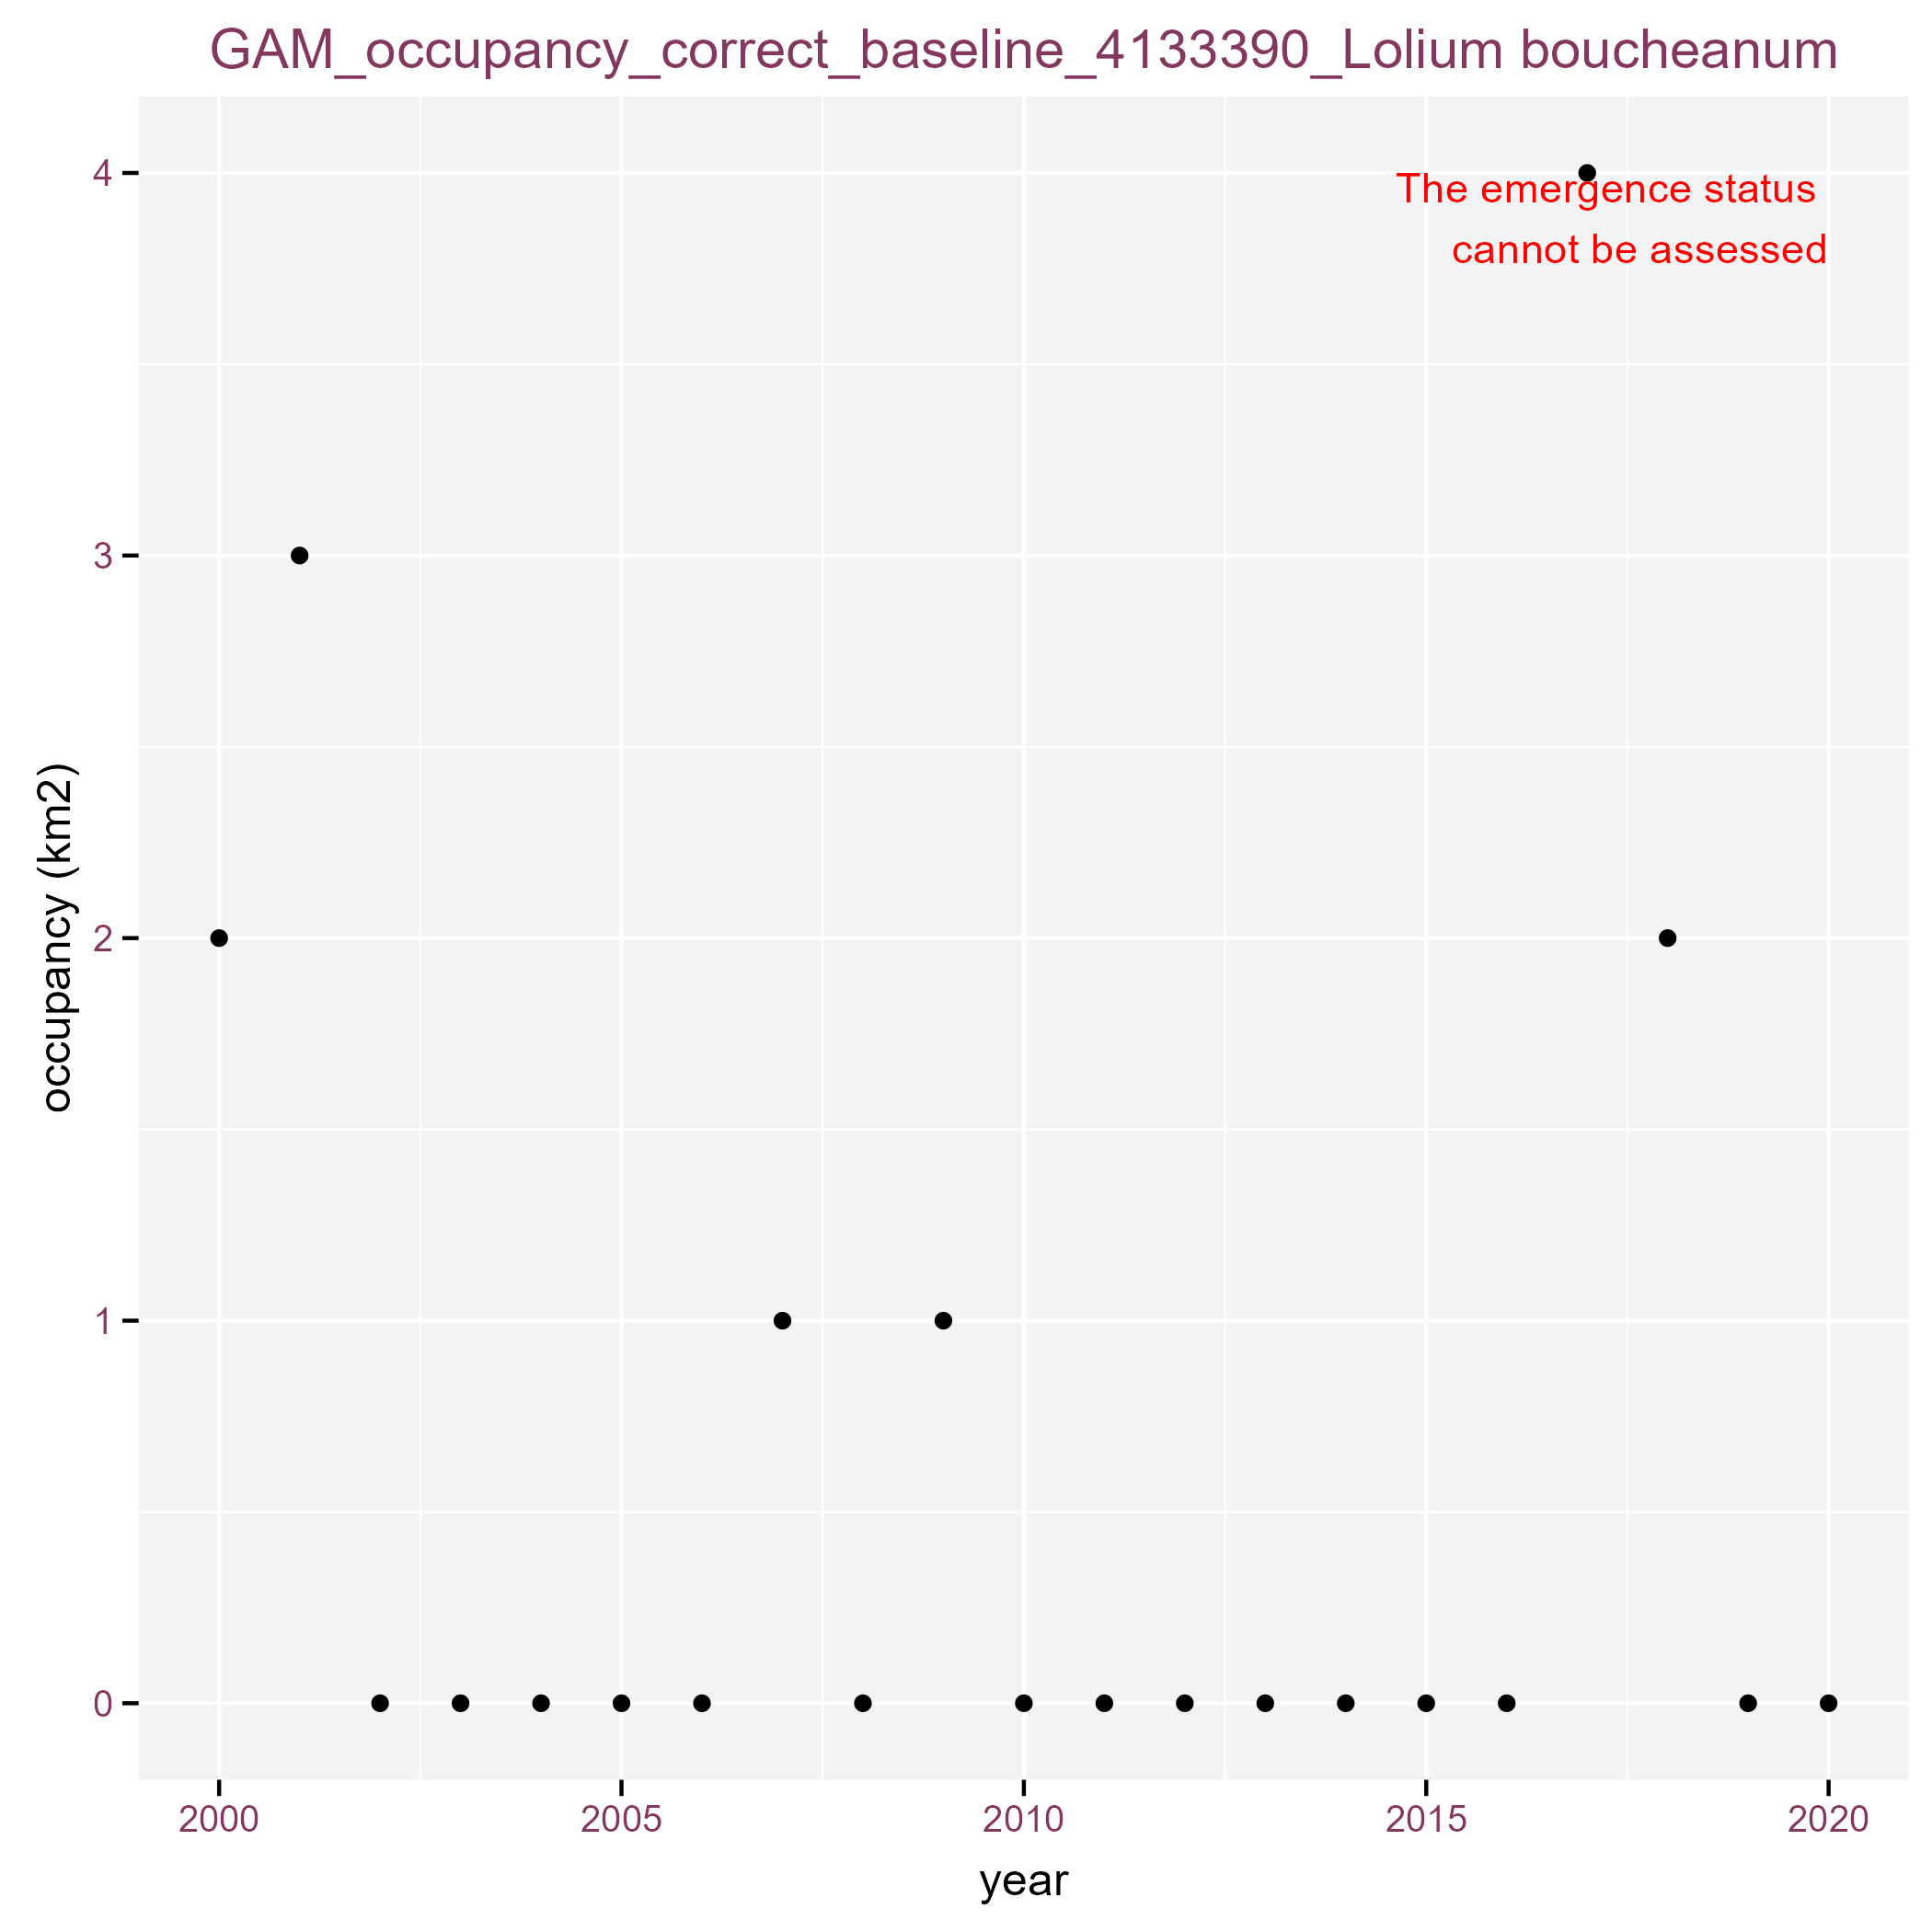 GAM_occupancy_correct_baseline_4133390_Lolium boucheanum
4
The emergence status
cannot be assessed
3
occupancy (km2)
2
1
0
2000 2005 2010 2015 2020
year